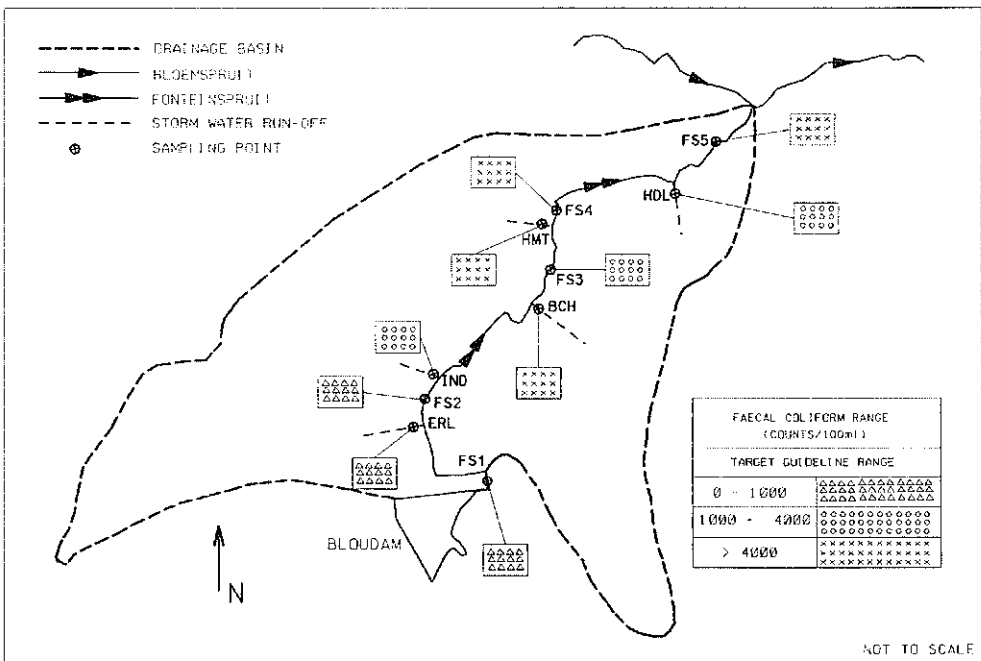 DRAINAGE BASIN
BLOEMSPRUIT
FONTEINSPRUIT
STORM WATER RUN-OFF
SAMPLING POINT
FS5
HDL
FS4
HMT
FS3
BCH
IND
FS2
ERL
FS1
BLOUDAM
N
FAECAL COLIFORM RANGE
(COUNTS/100ml)
TARGET GUIDELINE RANGE
0 - 1000
1000 - 4000
> 4000
NOT TO SCALE